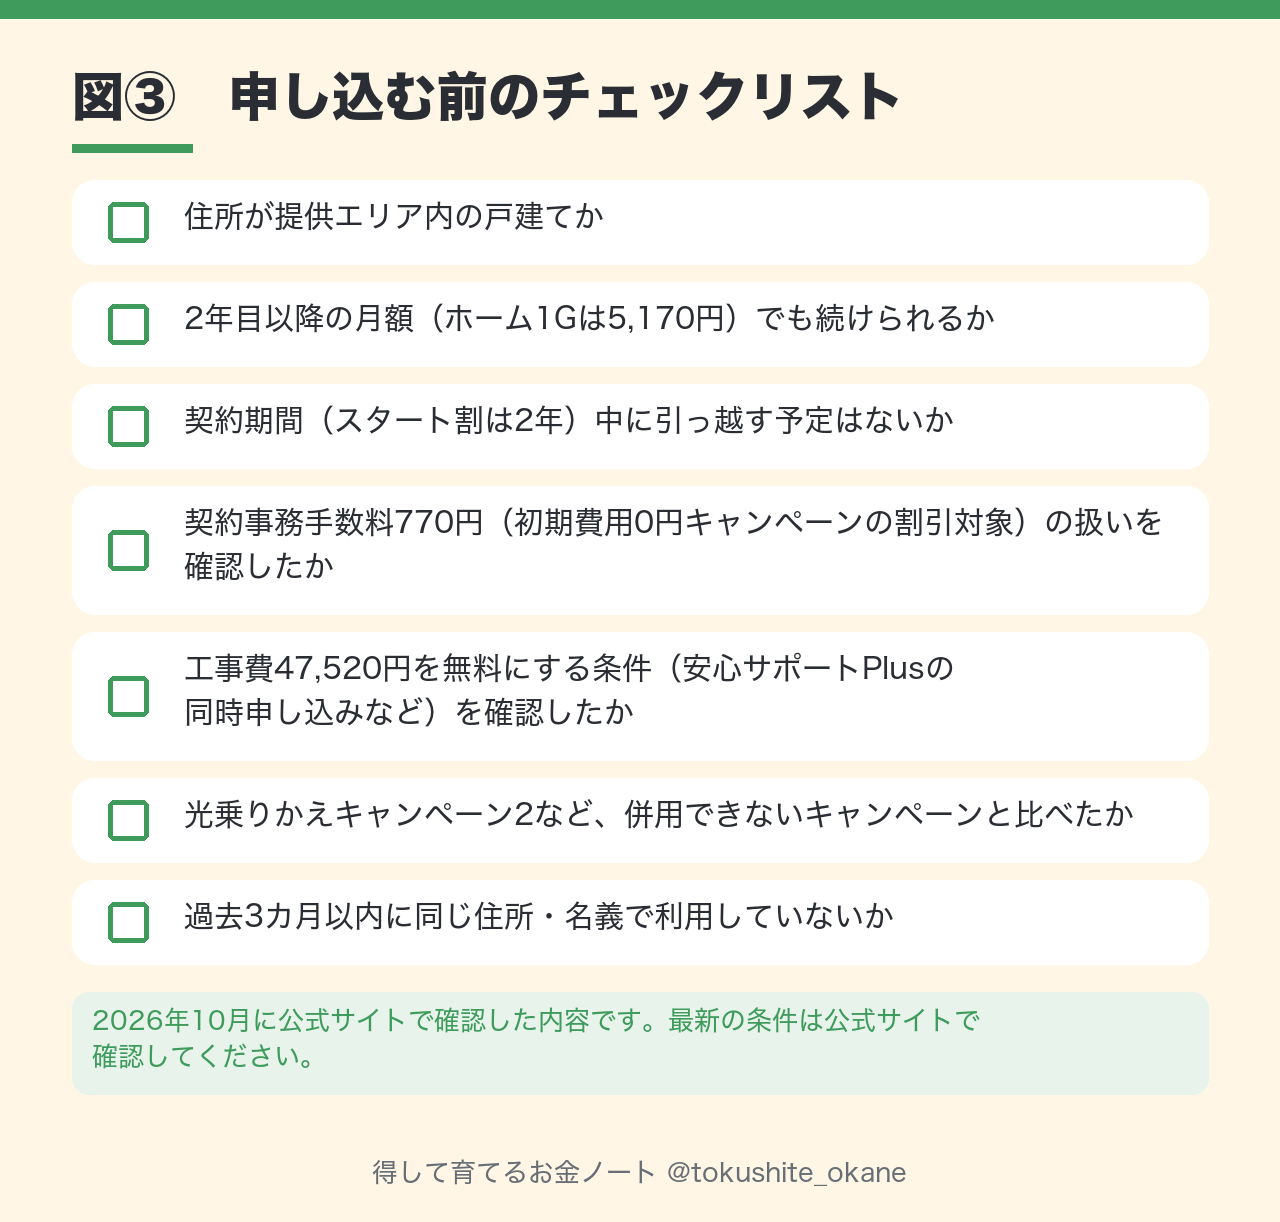 図③　申し込む前のチェックリスト
住所が提供エリア内の戸建てか
2年目以降の月額（ホーム1Gは5,170円）でも続けられるか
契約期間（スタート割は2年）中に引っ越す予定はないか
契約事務手数料770円（初期費用0円キャンペーンの割引対象）の扱いを
確認したか
工事費47,520円を無料にする条件（安心サポートPlusの
同時申し込みなど）を確認したか
光乗りかえキャンペーン2など、併用できないキャンペーンと比べたか
過去3カ月以内に同じ住所・名義で利用していないか
2026年10月に公式サイトで確認した内容です。最新の条件は公式サイトで
確認してください。
得して育てるお金ノート @tokushite_okane